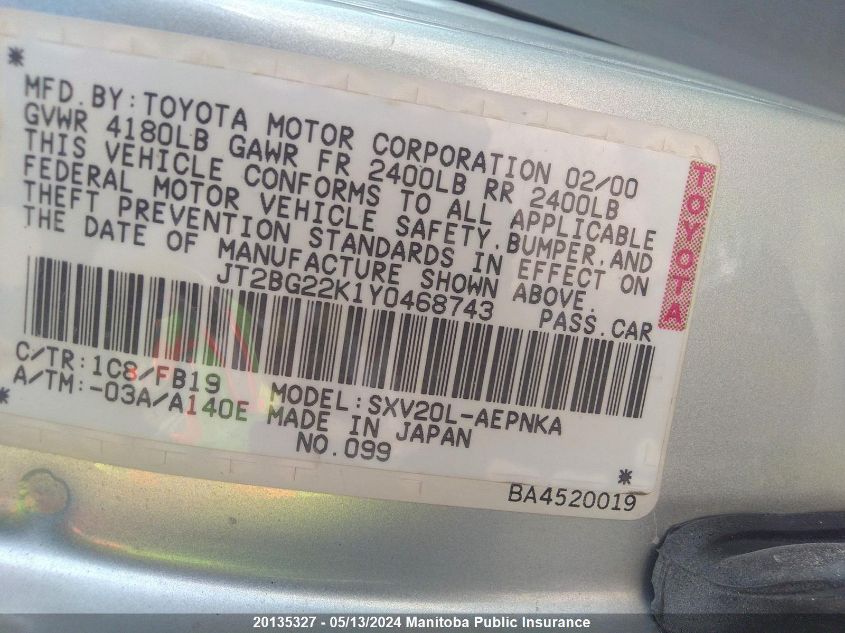 * MFD. BY: TOYOTA MOTOR CORPORATION 02/00
GVWR 4180LB GAWR FR 2400LB RR 2400LB
THIS VEHICLE CONFORMS TO ALL APPLICABLE
FEDERAL MOTOR VEHICLE SAFETY, BUMPER, AND
THEFT PREVENTION STANDARDS IN EFFECT ON
THE DATE OF MANUFACTURE SHOWN ABOVE.
JT2BG22K1Y0468743 PASS. CAR
TOYOTA
C/TR: 1C8/FB19 MODEL: SXV20L-AEPNKA
A/TM: -03A/A140E MADE IN JAPAN
* NO. 099 *
BA4520019
20135327 - 05/13/2024 Manitoba Public Insurance